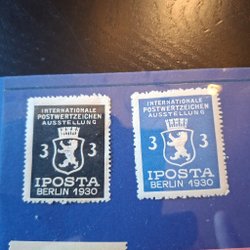 INTERNATIONALE
POSTWERTZEICHEN
AUSSTELLUNG
3 3
IPOSTA
BERLIN 1930
INTERNATIONALE
POSTWERTZEICHEN
AUSSTELLUNG
3 3
IPOSTA
BERLIN 1930